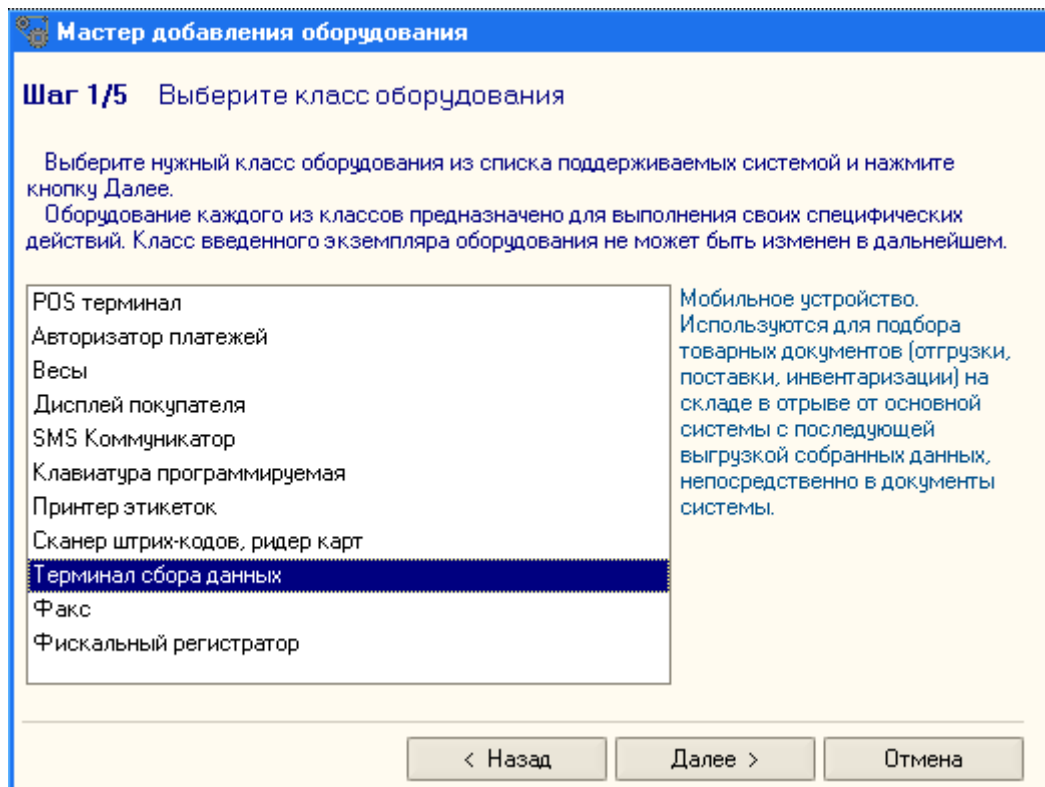 Мастер добавления оборудования
Шаг 1/5 Выберите класс оборудования
Выберите нужный класс оборудования из списка поддерживаемых системой и нажмите
кнопку Далее.
Оборудование каждого из классов предназначено для выполнения своих специфических
действий. Класс введенного экземпляра оборудования не может быть изменен в дальнейшем.
POS терминал
Авторизатор платежей
Весы
Дисплей покупателя
SMS Коммуникатор
Клавиатура программируемая
Принтер этикеток
Сканер штрих-кодов, ридер карт
Терминал сбора данных
Факс
Фискальный регистратор
Мобильное устройство.
Используются для подбора
товарных документов (отгрузки,
поставки, инвентаризации) на
складе в отрыве от основной
системы с последующей
выгрузкой собранных данных,
непосредственно в документы
системы.
< Назад
Далее >
Отмена